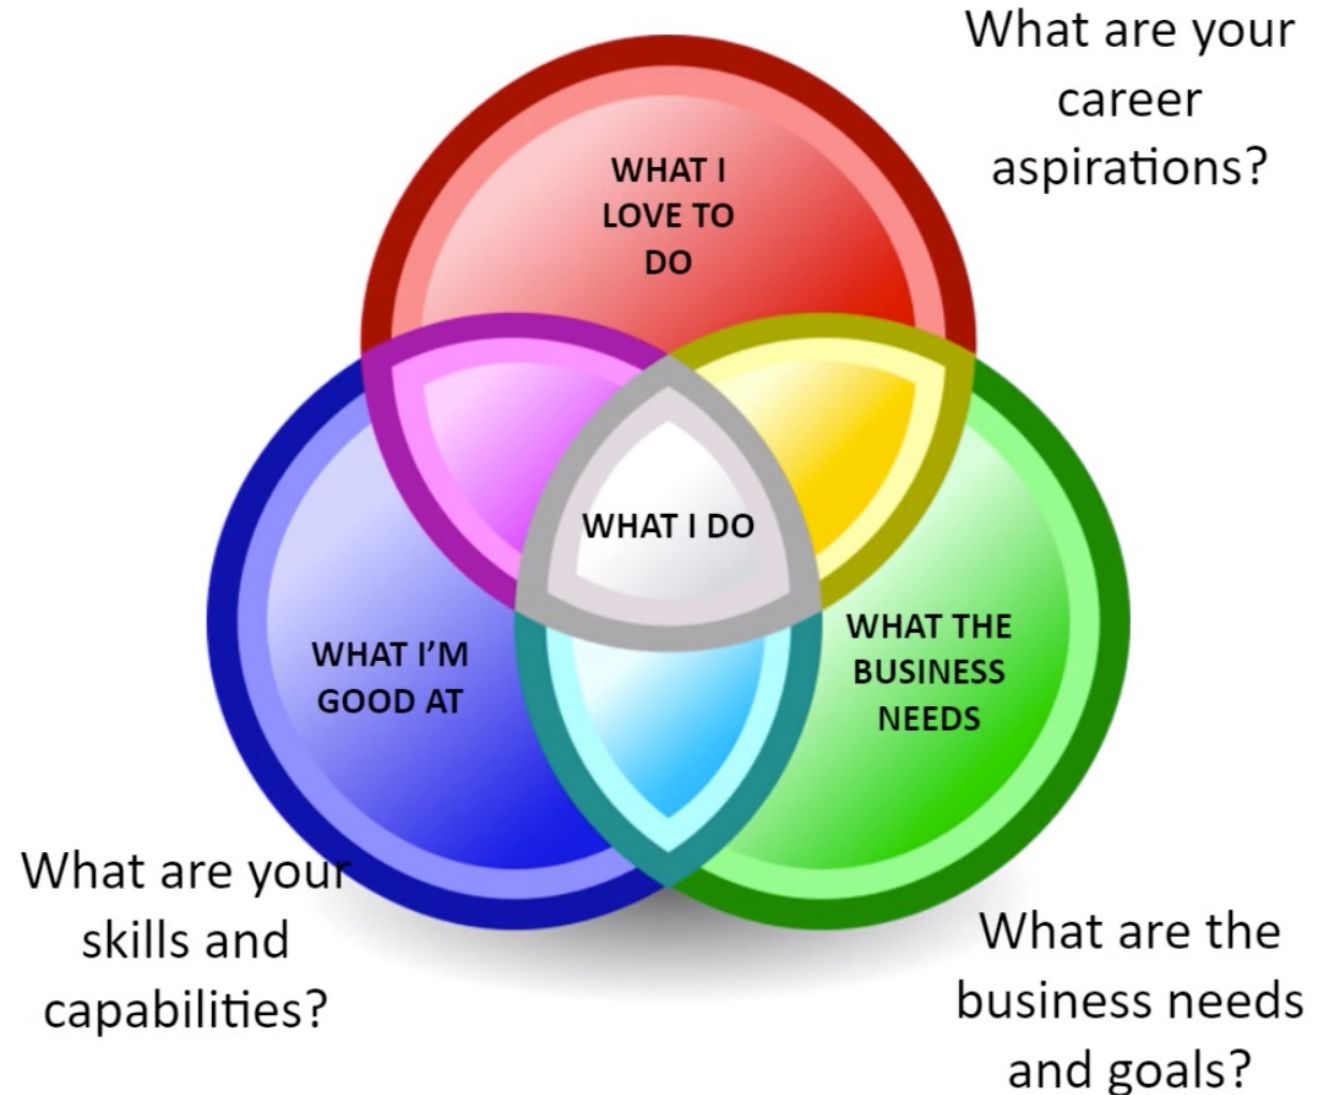 What are your
career
aspirations?
WHAT I
LOVE TO
DO
WHAT I DO
WHAT I’M
GOOD AT
WHAT THE
BUSINESS
NEEDS
What are your
skills and
capabilities?
What are the
business needs
and goals?